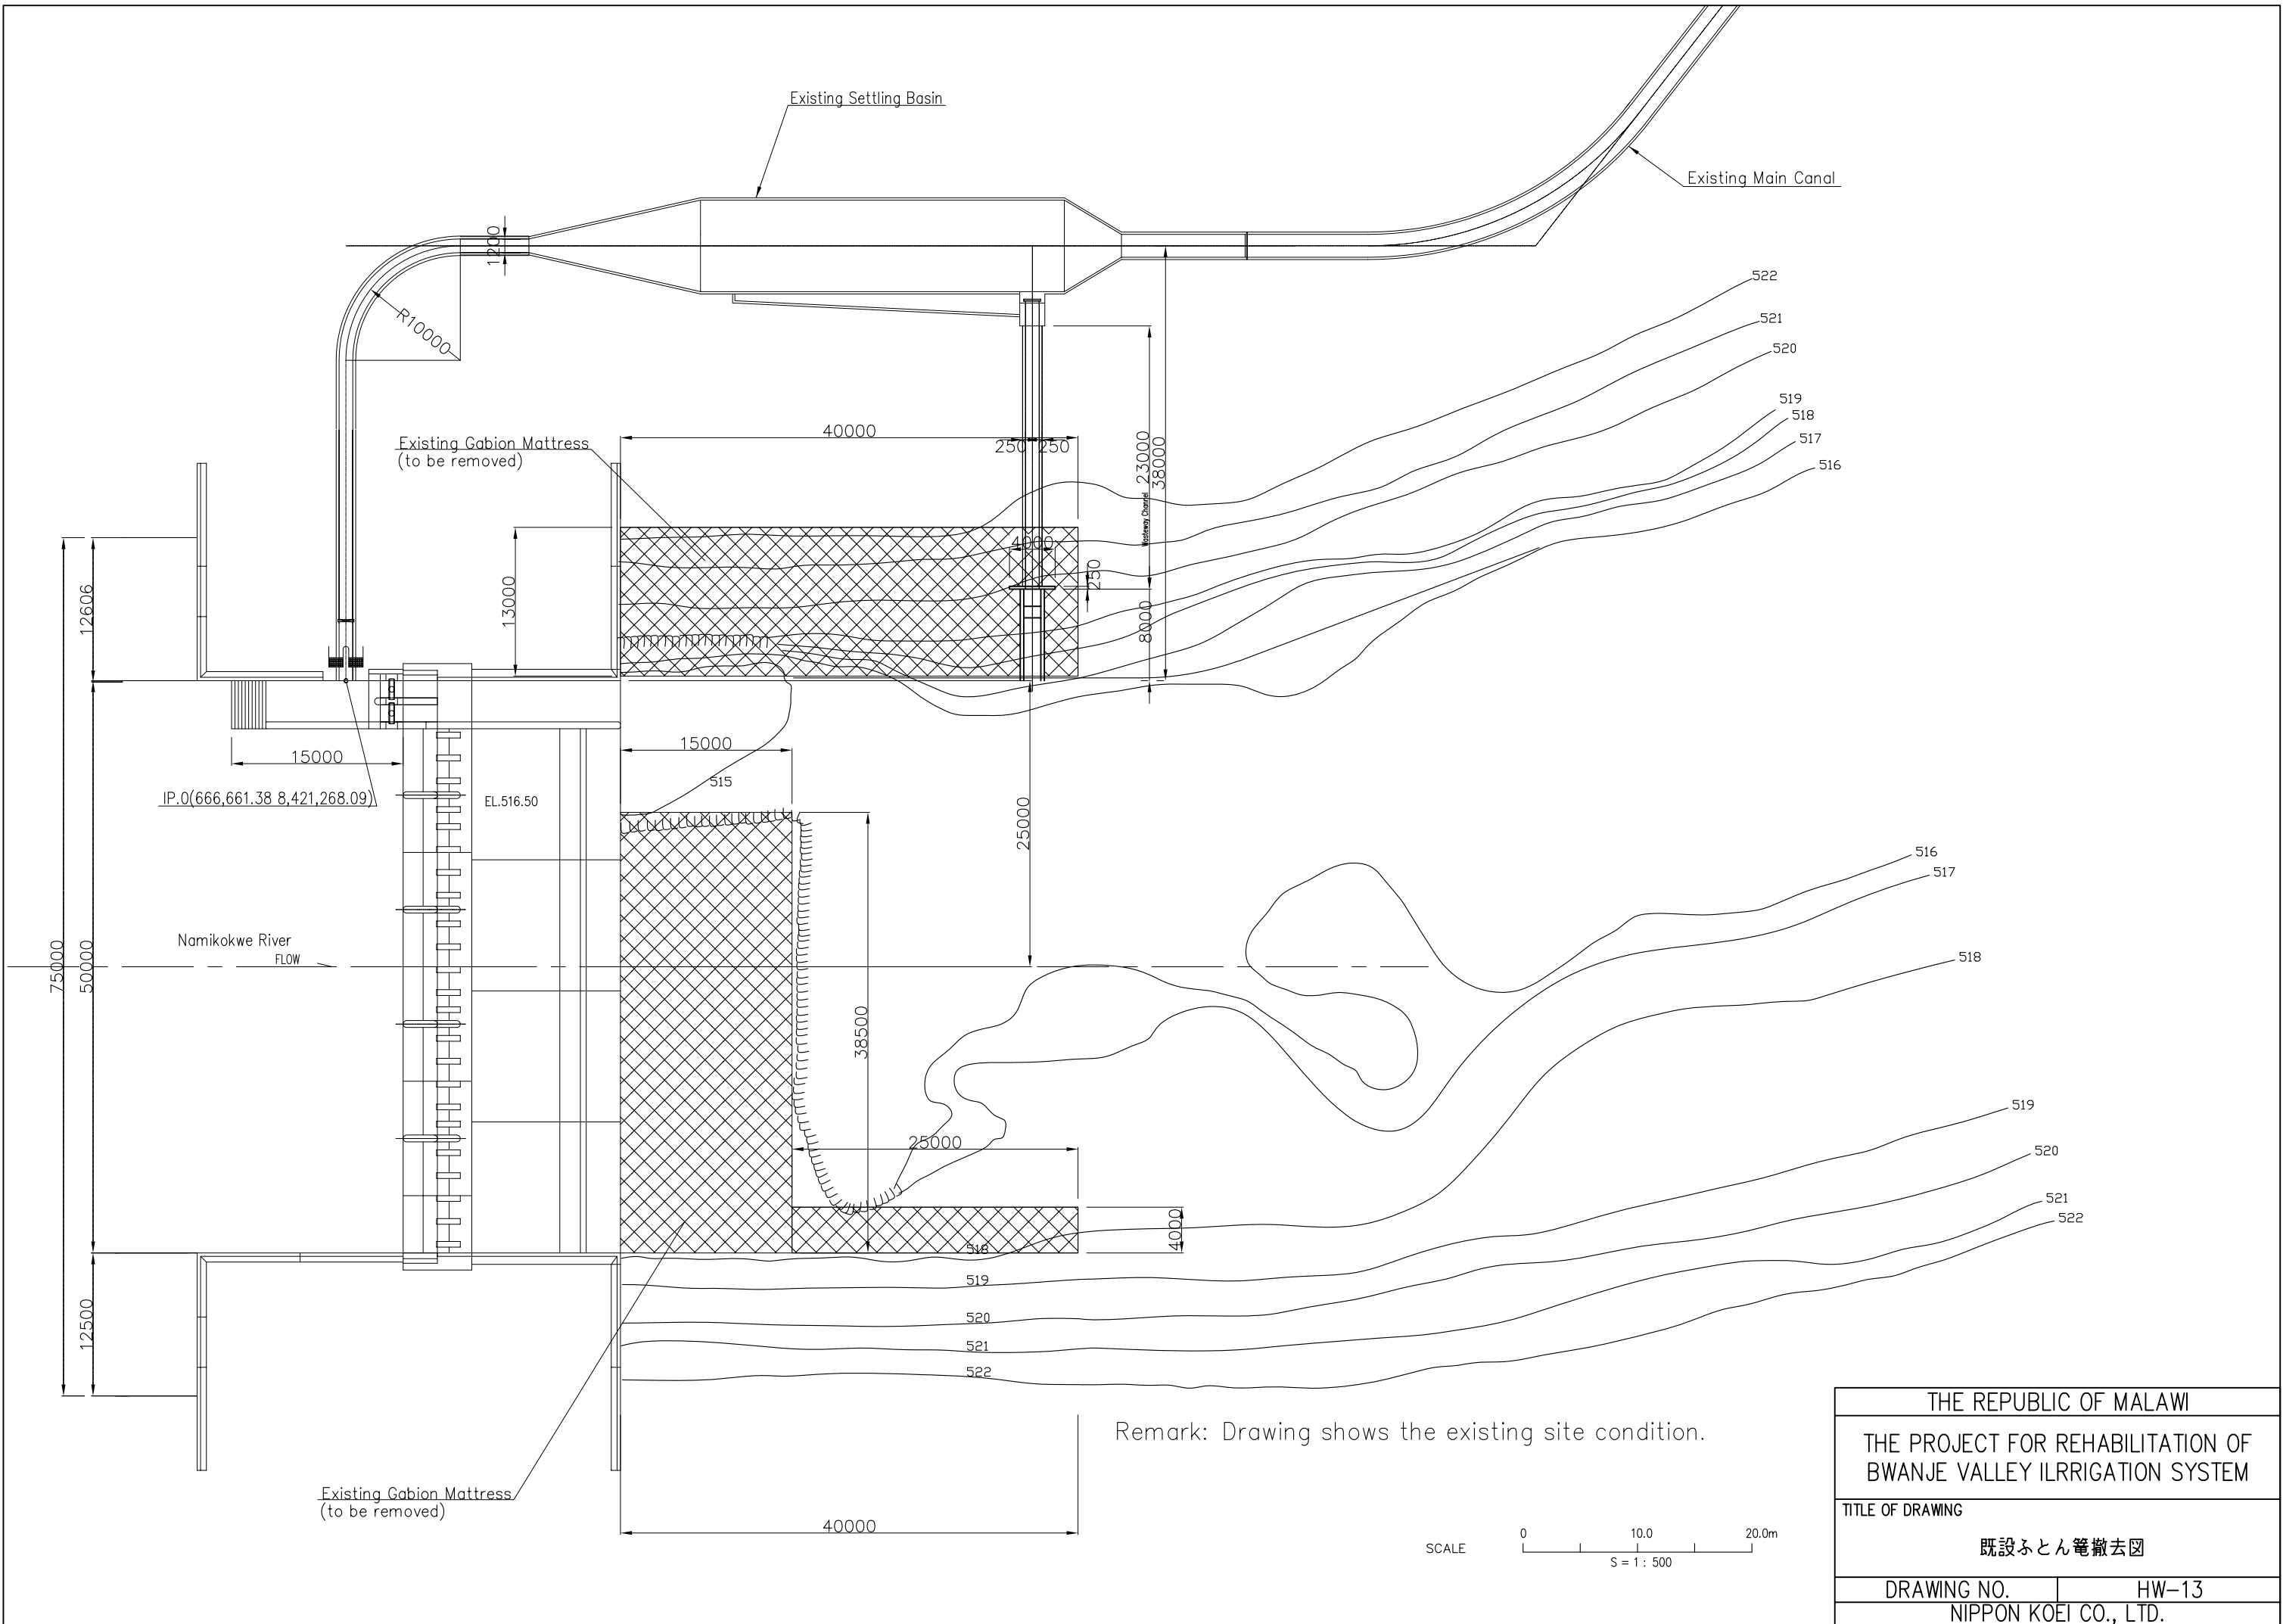 Existing Settling Basin
Existing Main Canal
1200
R10000
522
521
520
519
518
517
516
Existing Gabion Mattress
(to be removed)
40000
250
250
23000
38000
Wasteway Channel
4000
250
8000
13000
12606
75000
50000
12500
15000
15000
515
IP.0(666,661.38 8,421,268.09)
EL.516.50
25000
Namikokwe River
FLOW
38500
516
517
518
519
520
521
522
25000
4000
518
519
520
521
522
Existing Gabion Mattress
(to be removed)
40000
Remark: Drawing shows the existing site condition.
SCALE
0 10.0 20.0m
S = 1 : 500
THE REPUBLIC OF MALAWI
THE PROJECT FOR REHABILITATION OF
BWANJE VALLEY ILRRIGATION SYSTEM
TITLE OF DRAWING
既設ふとん篭撤去図
DRAWING NO. HW-13
NIPPON KOEI CO., LTD.